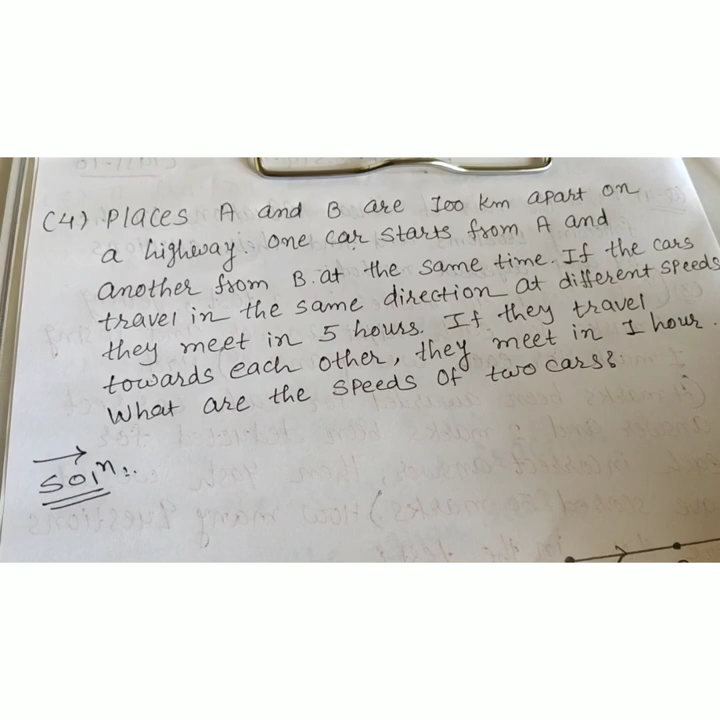 (4) Places A and B are 100 km apart on
a highway. One car starts from A and
another from B. at the same time. If the cars
travel in the same direction at different speeds
they meet in 5 hours. If they travel
towards each other, they meet in 1 hour.
What are the speeds of two cars?
Soln:.